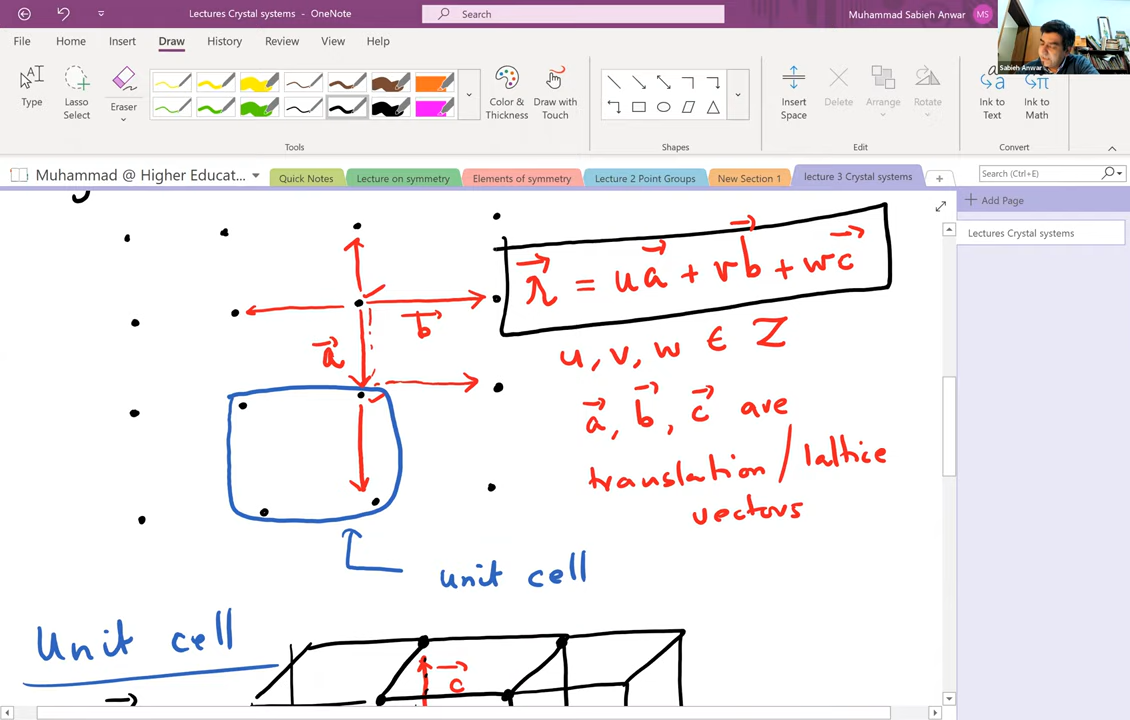 Lectures Crystal systems - OneNote
Search
Muhammad Sabieh Anwar
MS
File Home Insert Draw History Review View Help
Type
Lasso Select
Eraser
Color & Thickness
Draw with Touch
Insert Space
Delete
Arrange
Rotate
Ink to Text
Ink to Math
Sabieh Anwar
Tools
Shapes
Edit
Convert
Muhammad @ Higher Educat...
Quick Notes
Lecture on symmetry
Elements of symmetry
Lecture 2 Point Groups
New Section 1
lecture 3 Crystal systems
Search (Ctrl+E)
Add Page
Lectures Crystal systems
r⃗ = ua⃗ + vb⃗ + wc⃗
b⃗
a⃗
u, v, w ∈ Z
a⃗, b⃗, c⃗ are
translation / lattice
vectors
unit cell
Unit cell
c⃗